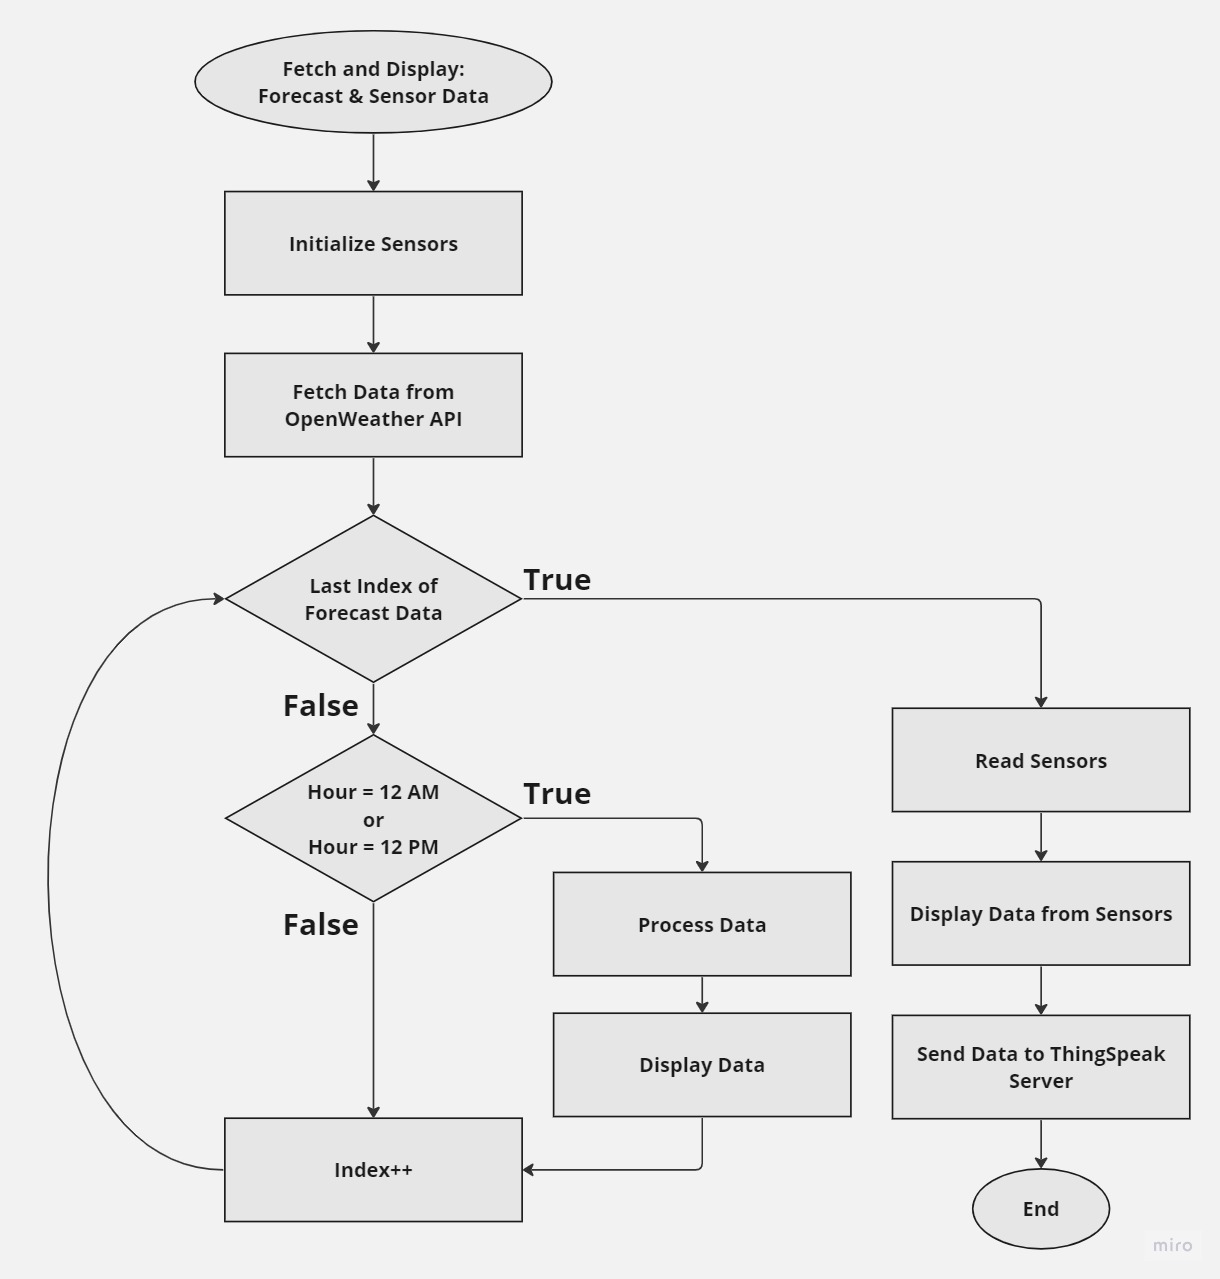 Fetch and Display:
Forecast & Sensor Data
Initialize Sensors
Fetch Data from
OpenWeather API
Last Index of
Forecast Data
True
False
Hour = 12 AM
or
Hour = 12 PM
True
False
Process Data
Display Data
Index++
Read Sensors
Display Data from Sensors
Send Data to ThingSpeak
Server
End
miro